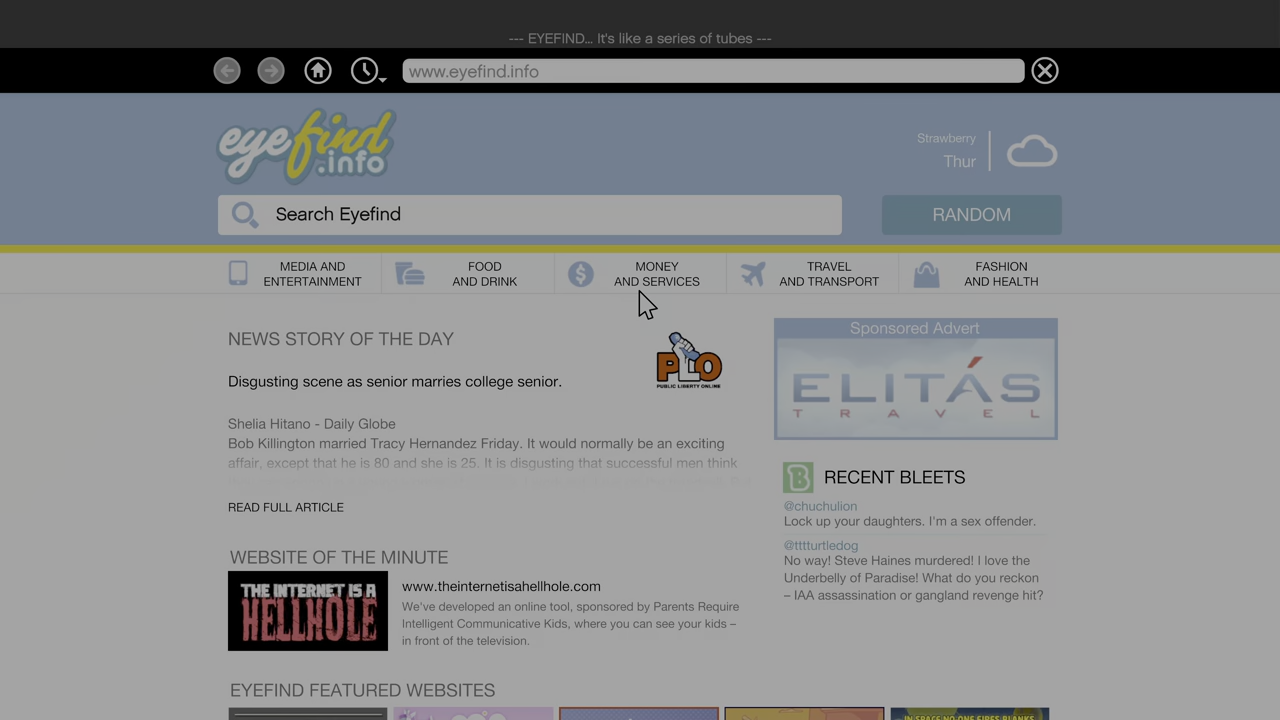 --- EYEFIND... It's like a series of tubes ---
www.eyefind.info
eyefind
.info
Strawberry
Thur
Search Eyefind
RANDOM
MEDIA AND
ENTERTAINMENT
FOOD
AND DRINK
MONEY
AND SERVICES
TRAVEL
AND TRANSPORT
FASHION
AND HEALTH
NEWS STORY OF THE DAY
PLO
PUBLIC LIBERTY ONLINE
Disgusting scene as senior marries college senior.
Shelia Hitano - Daily Globe
Bob Killington married Tracy Hernandez Friday. It would normally be an exciting
affair, except that he is 80 and she is 25. It is disgusting that successful men think
READ FULL ARTICLE
Sponsored Advert
ELITÁS
TRAVEL
B RECENT BLEETS
@chuchulion
Lock up your daughters. I'm a sex offender.
@tttturtledog
No way! Steve Haines murdered! I love the
Underbelly of Paradise! What do you reckon
– IAA assassination or gangland revenge hit?
WEBSITE OF THE MINUTE
THE INTERNET IS A
HELLHOLE
www.theinternetisahellhole.com
We've developed an online tool, sponsored by Parents Require
Intelligent Communicative Kids, where you can see your kids –
in front of the television.
EYEFIND FEATURED WEBSITES
IN SPACE NO ONE FIRES BLANKS